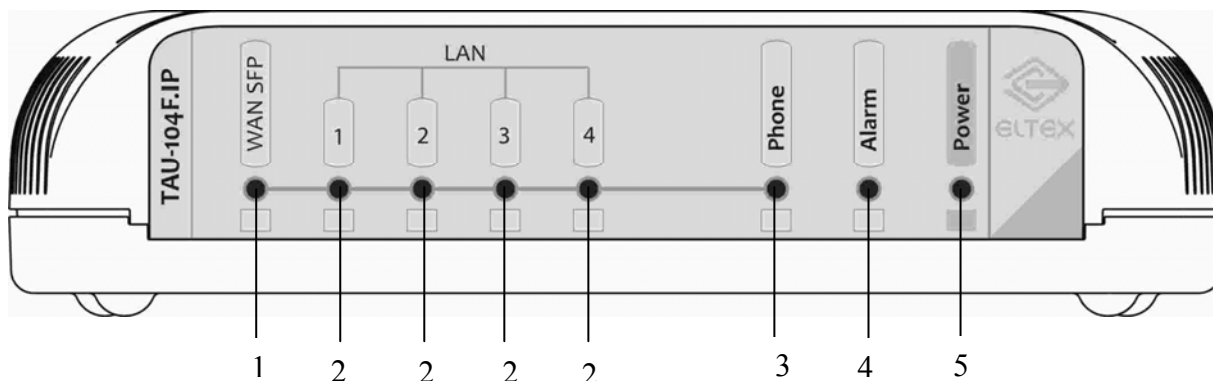 TAU-104F.IP
WAN SFP
LAN
1 2 3 4
Phone
Alarm
Power
ELTEX
1 2 2 2 2 3 4 5